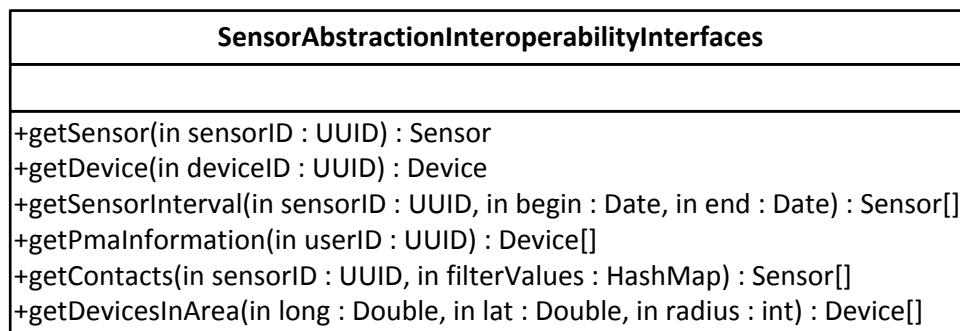 SensorAbstractionInteroperabilityInterfaces
+getSensor(in sensorID : UUID) : Sensor
+getDevice(in deviceID : UUID) : Device
+getSensorInterval(in sensorID : UUID, in begin : Date, in end : Date) : Sensor[]
+getPmaInformation(in userID : UUID) : Device[]
+getContacts(in sensorID : UUID, in filterValues : HashMap) : Sensor[]
+getDevicesInArea(in long : Double, in lat : Double, in radius : int) : Device[]